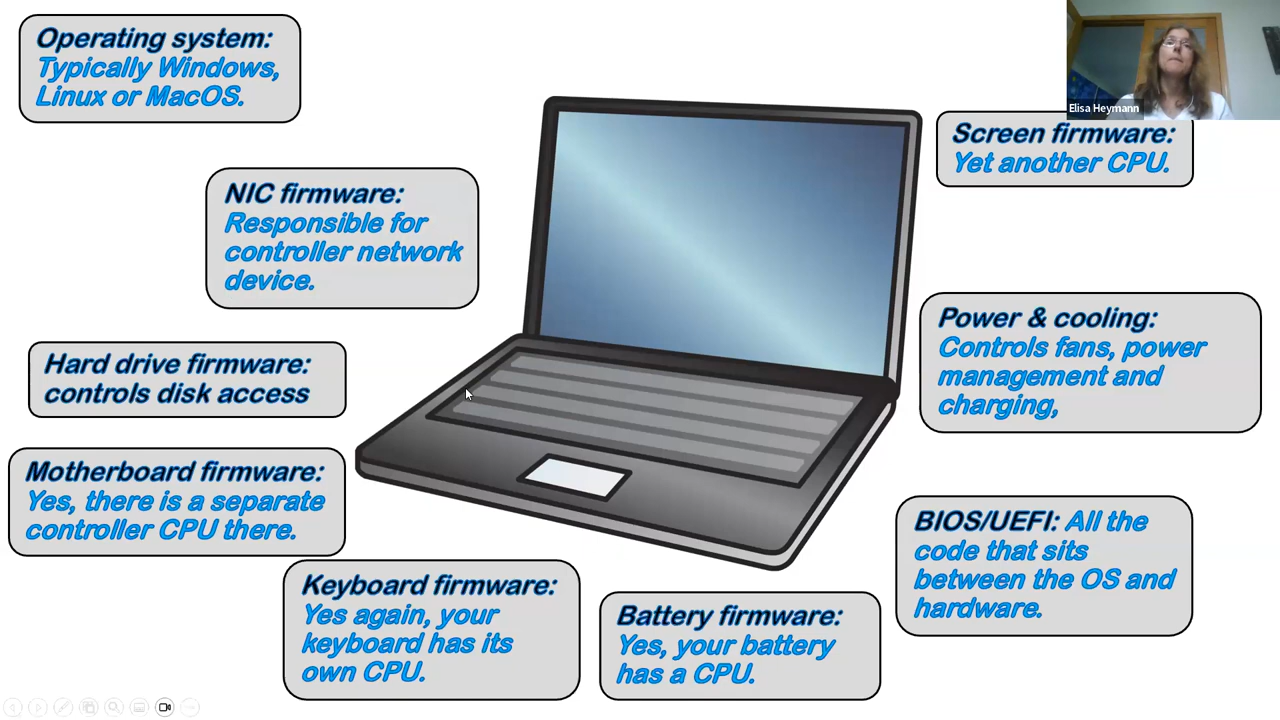 Operating system:
Typically Windows,
Linux or MacOS.
Elisa Heymann
Screen firmware:
Yet another CPU.
NIC firmware:
Responsible for
controller network
device.
Power & cooling:
Controls fans, power
management and
charging,
Hard drive firmware:
controls disk access
Motherboard firmware:
Yes, there is a separate
controller CPU there.
BIOS/UEFI: All the
code that sits
between the OS and
hardware.
Keyboard firmware:
Yes again, your
keyboard has its
own CPU.
Battery firmware:
Yes, your battery
has a CPU.